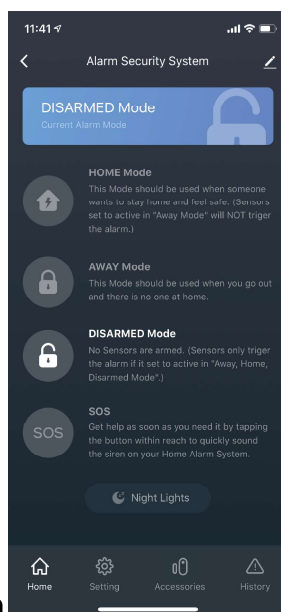 11:41
Alarm Security System
DISARMED Mode
Current Alarm Mode
HOME Mode
This Mode should be used when someone
wants to stay home and feel safe. (Sensors
set to active in "Away Mode" will NOT triger
the alarm.)
AWAY Mode
This Mode should be used when you go out
and there is no one at home.
DISARMED Mode
No Sensors are armed. (Sensors only triger
the alarm if it set to active in "Away, Home,
Disarmed Mode".)
SOS
SOS
Get help as soon as you need it by tapping
the button within reach to quickly sound
the siren on your Home Alarm System.
Night Lights
Home
Setting
Accessories
History